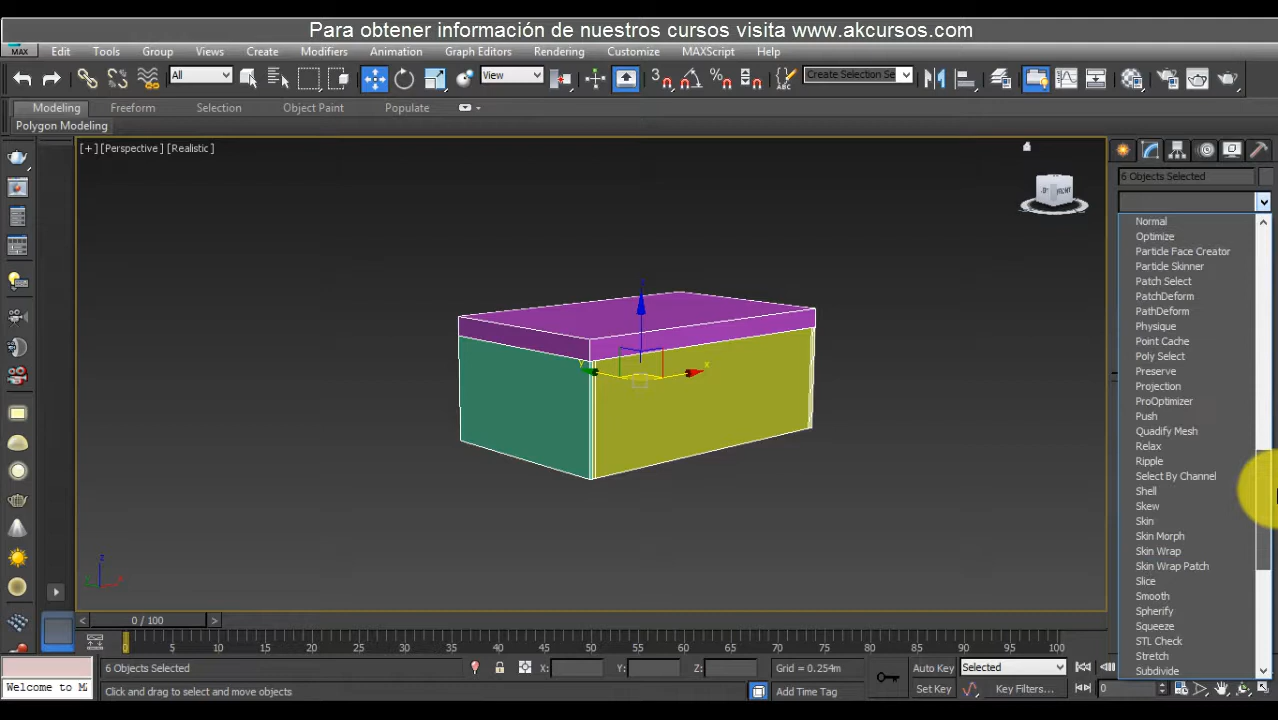 Para obtener información de nuestros cursos visita www.akcursos.com
MAX Edit Tools Group Views Create Modifiers Animation Graph Editors Rendering Customize MAXScript Help
All View Create Selection Se
Modeling Freeform Selection Object Paint Populate
Polygon Modeling
[+] [Perspective] [Realistic]
FRONT
6 Objects Selected
Normal
Optimize
Particle Face Creator
Particle Skinner
Patch Select
PatchDeform
PathDeform
Physique
Point Cache
Poly Select
Preserve
Projection
ProOptimizer
Push
Quadify Mesh
Relax
Ripple
Select By Channel
Shell
Skew
Skin
Skin Morph
Skin Wrap
Skin Wrap Patch
Slice
Smooth
Spherify
Squeeze
STL Check
Stretch
Subdivide
z
x
z
x
< 0 / 100 >
0 5 10 15 20 25 30 35 40 45 50 55 60 65 70 75 80 85 90 95 100
6 Objects Selected X: Y: Z: Grid = 0.254m Auto Key Selected
Welcome to M Click and drag to select and move objects Add Time Tag Set Key Key Filters... 0